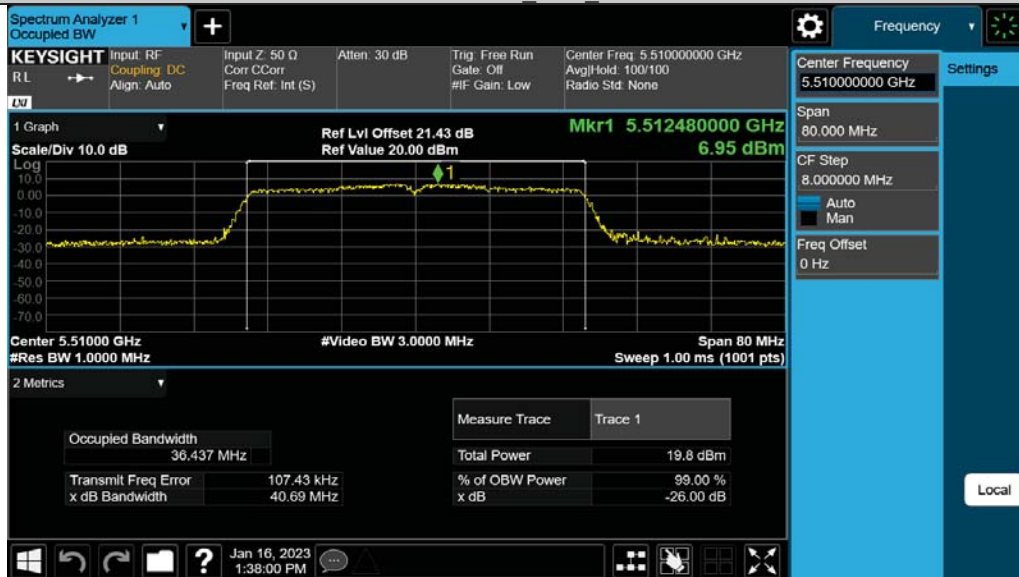 Spectrum Analyzer 1
Occupied BW
Frequency
KEYSIGHT
RL
LXI
Input: RF
Coupling: DC
Align: Auto
Input Z: 50 Ω
Corr CCorr
Freq Ref: Int (S)
Atten: 30 dB
Trig: Free Run
Gate: Off
#IF Gain: Low
Center Freq: 5.510000000 GHz
Avg|Hold: 100/100
Radio Std: None
1 Graph
Scale/Div 10.0 dB
Ref Lvl Offset 21.43 dB
Ref Value 20.00 dBm
Mkr1 5.512480000 GHz
6.95 dBm
Log
10.0
0.00
-10.0
-20.0
-30.0
-40.0
-50.0
-60.0
-70.0
1
Center 5.51000 GHz
#Video BW 3.0000 MHz
Span 80 MHz
#Res BW 1.0000 MHz
Sweep 1.00 ms (1001 pts)
2 Metrics
Occupied Bandwidth
36.437 MHz
Transmit Freq Error 107.43 kHz
x dB Bandwidth 40.69 MHz
Measure Trace Trace 1
Total Power 19.8 dBm
% of OBW Power 99.00 %
x dB -26.00 dB
Center Frequency
5.510000000 GHz
Span
80.000 MHz
CF Step
8.000000 MHz
Auto
Man
Freq Offset
0 Hz
Settings
Local
Jan 16, 2023
1:38:00 PM